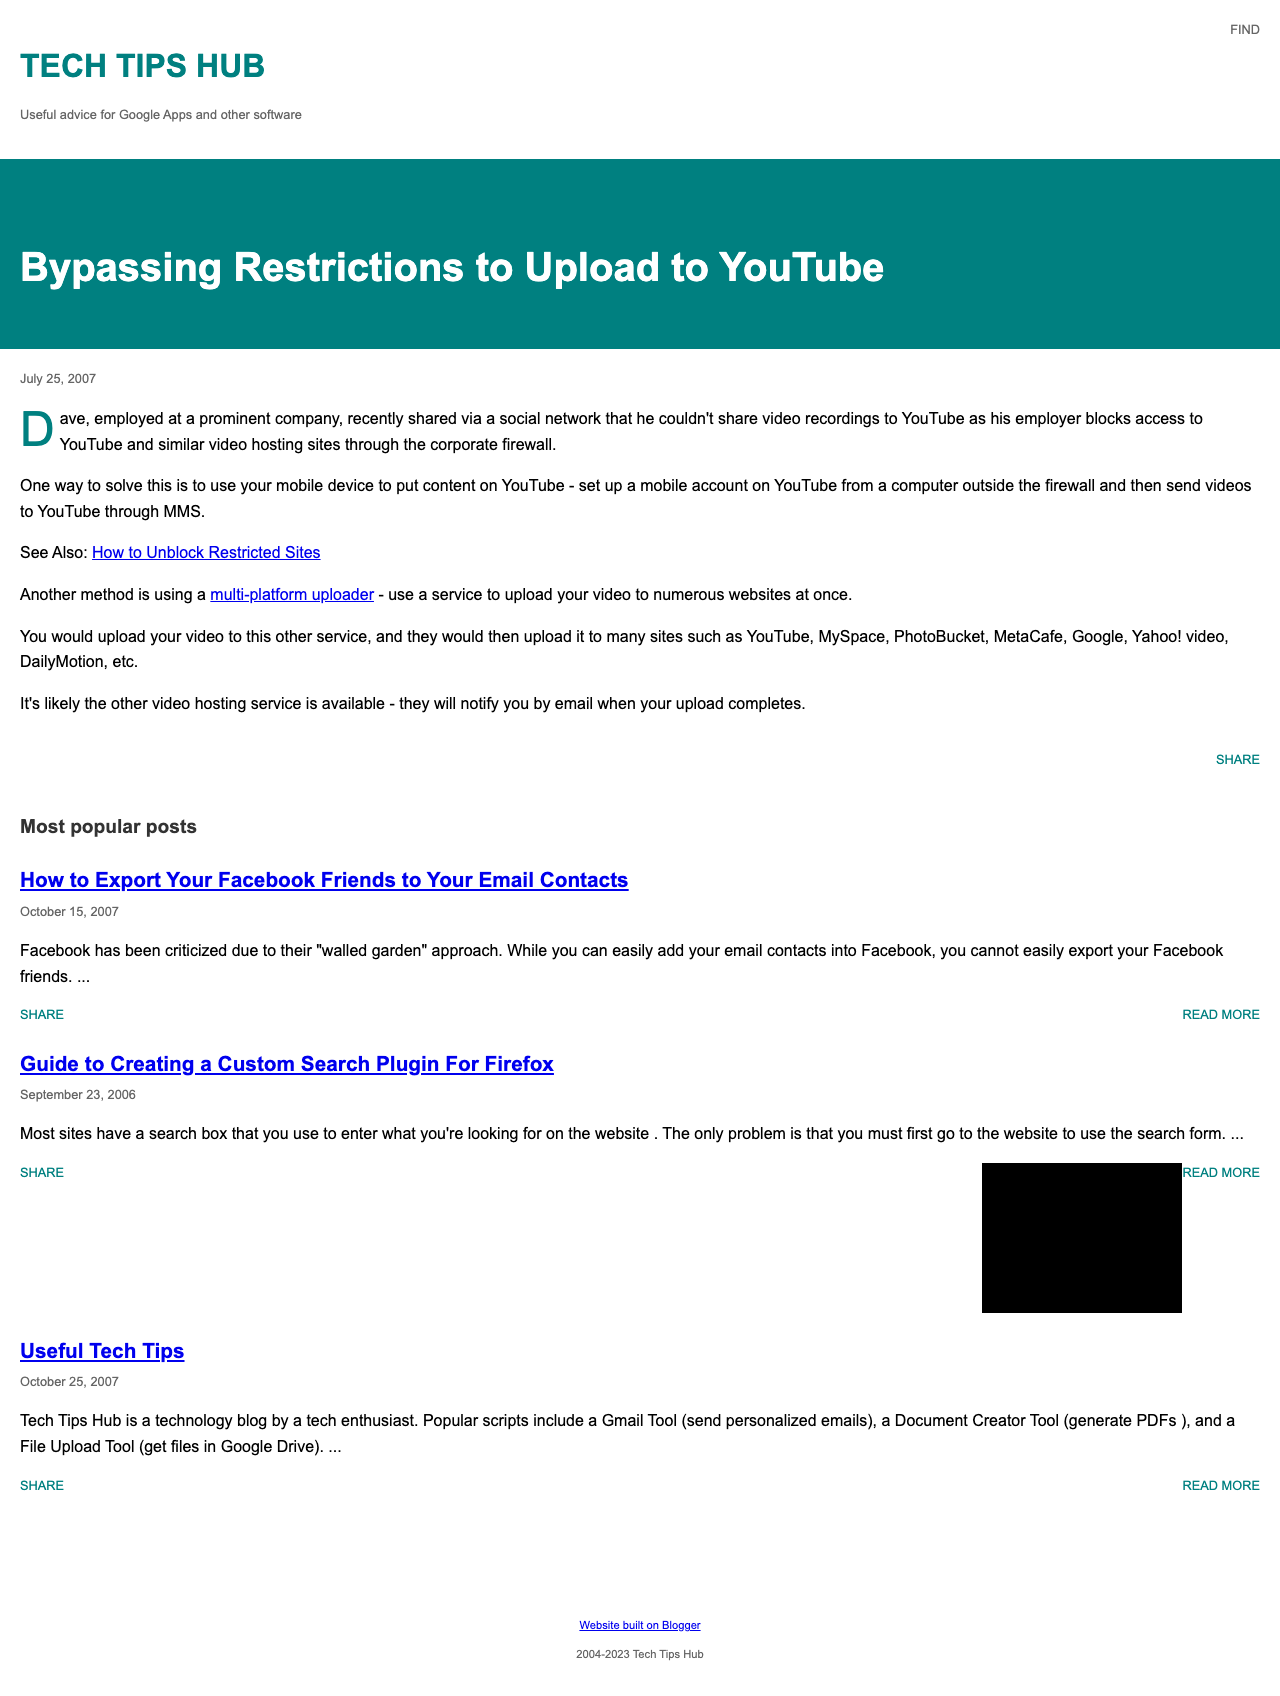 FIND
TECH TIPS HUB
Useful advice for Google Apps and other software
Bypassing Restrictions to Upload to YouTube
July 25, 2007
Dave, employed at a prominent company, recently shared via a social network that he couldn't share video recordings to YouTube as his employer blocks access to
YouTube and similar video hosting sites through the corporate firewall.
One way to solve this is to use your mobile device to put content on YouTube - set up a mobile account on YouTube from a computer outside the firewall and then send videos
to YouTube through MMS.
See Also: How to Unblock Restricted Sites
Another method is using a multi-platform uploader - use a service to upload your video to numerous websites at once.
You would upload your video to this other service, and they would then upload it to many sites such as YouTube, MySpace, PhotoBucket, MetaCafe, Google, Yahoo! video,
DailyMotion, etc.
It's likely the other video hosting service is available - they will notify you by email when your upload completes.
SHARE
Most popular posts
How to Export Your Facebook Friends to Your Email Contacts
October 15, 2007
Facebook has been criticized due to their "walled garden" approach. While you can easily add your email contacts into Facebook, you cannot easily export your Facebook
friends. ...
SHARE READ MORE
Guide to Creating a Custom Search Plugin For Firefox
September 23, 2006
Most sites have a search box that you use to enter what you're looking for on the website . The only problem is that you must first go to the website to use the search form. ...
SHARE READ MORE
Useful Tech Tips
October 25, 2007
Tech Tips Hub is a technology blog by a tech enthusiast. Popular scripts include a Gmail Tool (send personalized emails), a Document Creator Tool (generate PDFs ), and a
File Upload Tool (get files in Google Drive). ...
SHARE READ MORE
Website built on Blogger
2004-2023 Tech Tips Hub